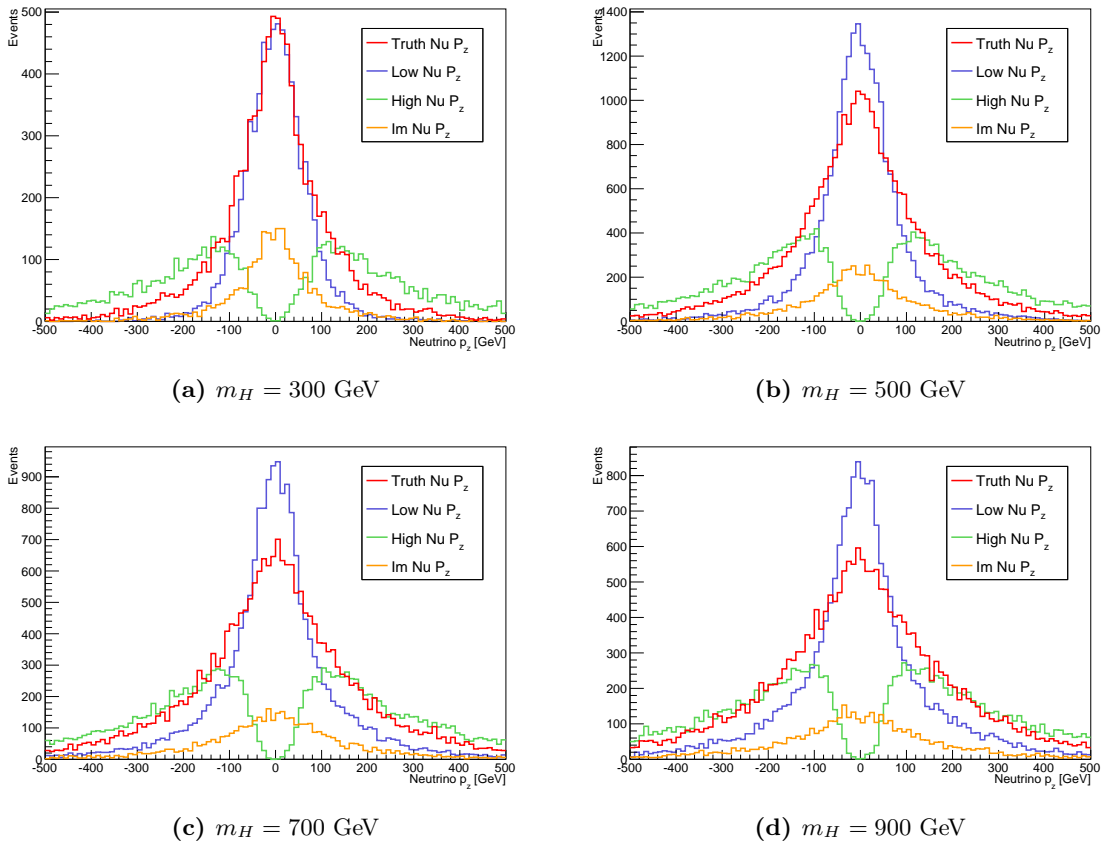 Events
500
400
300
200
100
0
Truth Nu P_z
Low Nu P_z
High Nu P_z
Im Nu P_z
-500 -400 -300 -200 -100 0 100 200 300 400 500
Neutrino p_z [GeV]
(a) m_H = 300 GeV
Events
1400
1200
1000
800
600
400
200
0
Truth Nu P_z
Low Nu P_z
High Nu P_z
Im Nu P_z
-500 -400 -300 -200 -100 0 100 200 300 400 500
Neutrino p_z [GeV]
(b) m_H = 500 GeV
Events
900
800
700
600
500
400
300
200
100
0
Truth Nu P_z
Low Nu P_z
High Nu P_z
Im Nu P_z
-500 -400 -300 -200 -100 0 100 200 300 400 500
Neutrino p_z [GeV]
(c) m_H = 700 GeV
Events
800
700
600
500
400
300
200
100
0
Truth Nu P_z
Low Nu P_z
High Nu P_z
Im Nu P_z
-500 -400 -300 -200 -100 0 100 200 300 400 500
Neutrino p_z [GeV]
(d) m_H = 900 GeV